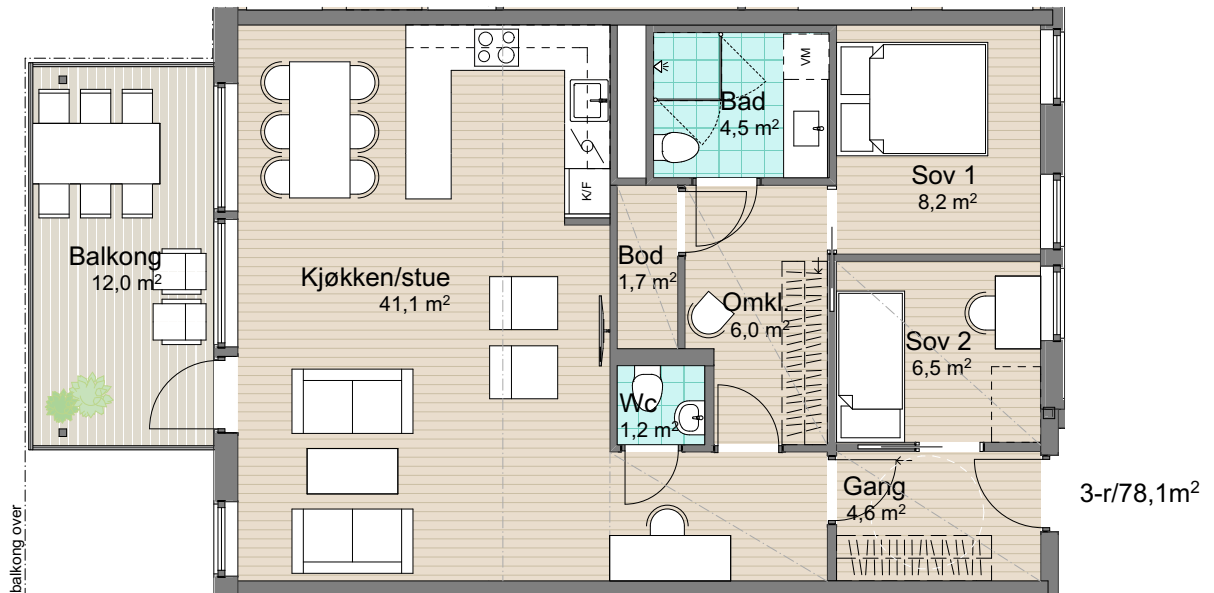 VM
Bad
4,5 m²
Sov 1
8,2 m²
K/F
Balkong
12,0 m²
Kjøkken/stue
41,1 m²
Bod
1,7 m²
Omkl.
6,0 m²
Sov 2
6,5 m²
Wc
1,2 m²
Gang
4,6 m²
3-r/78,1m²
balkong over